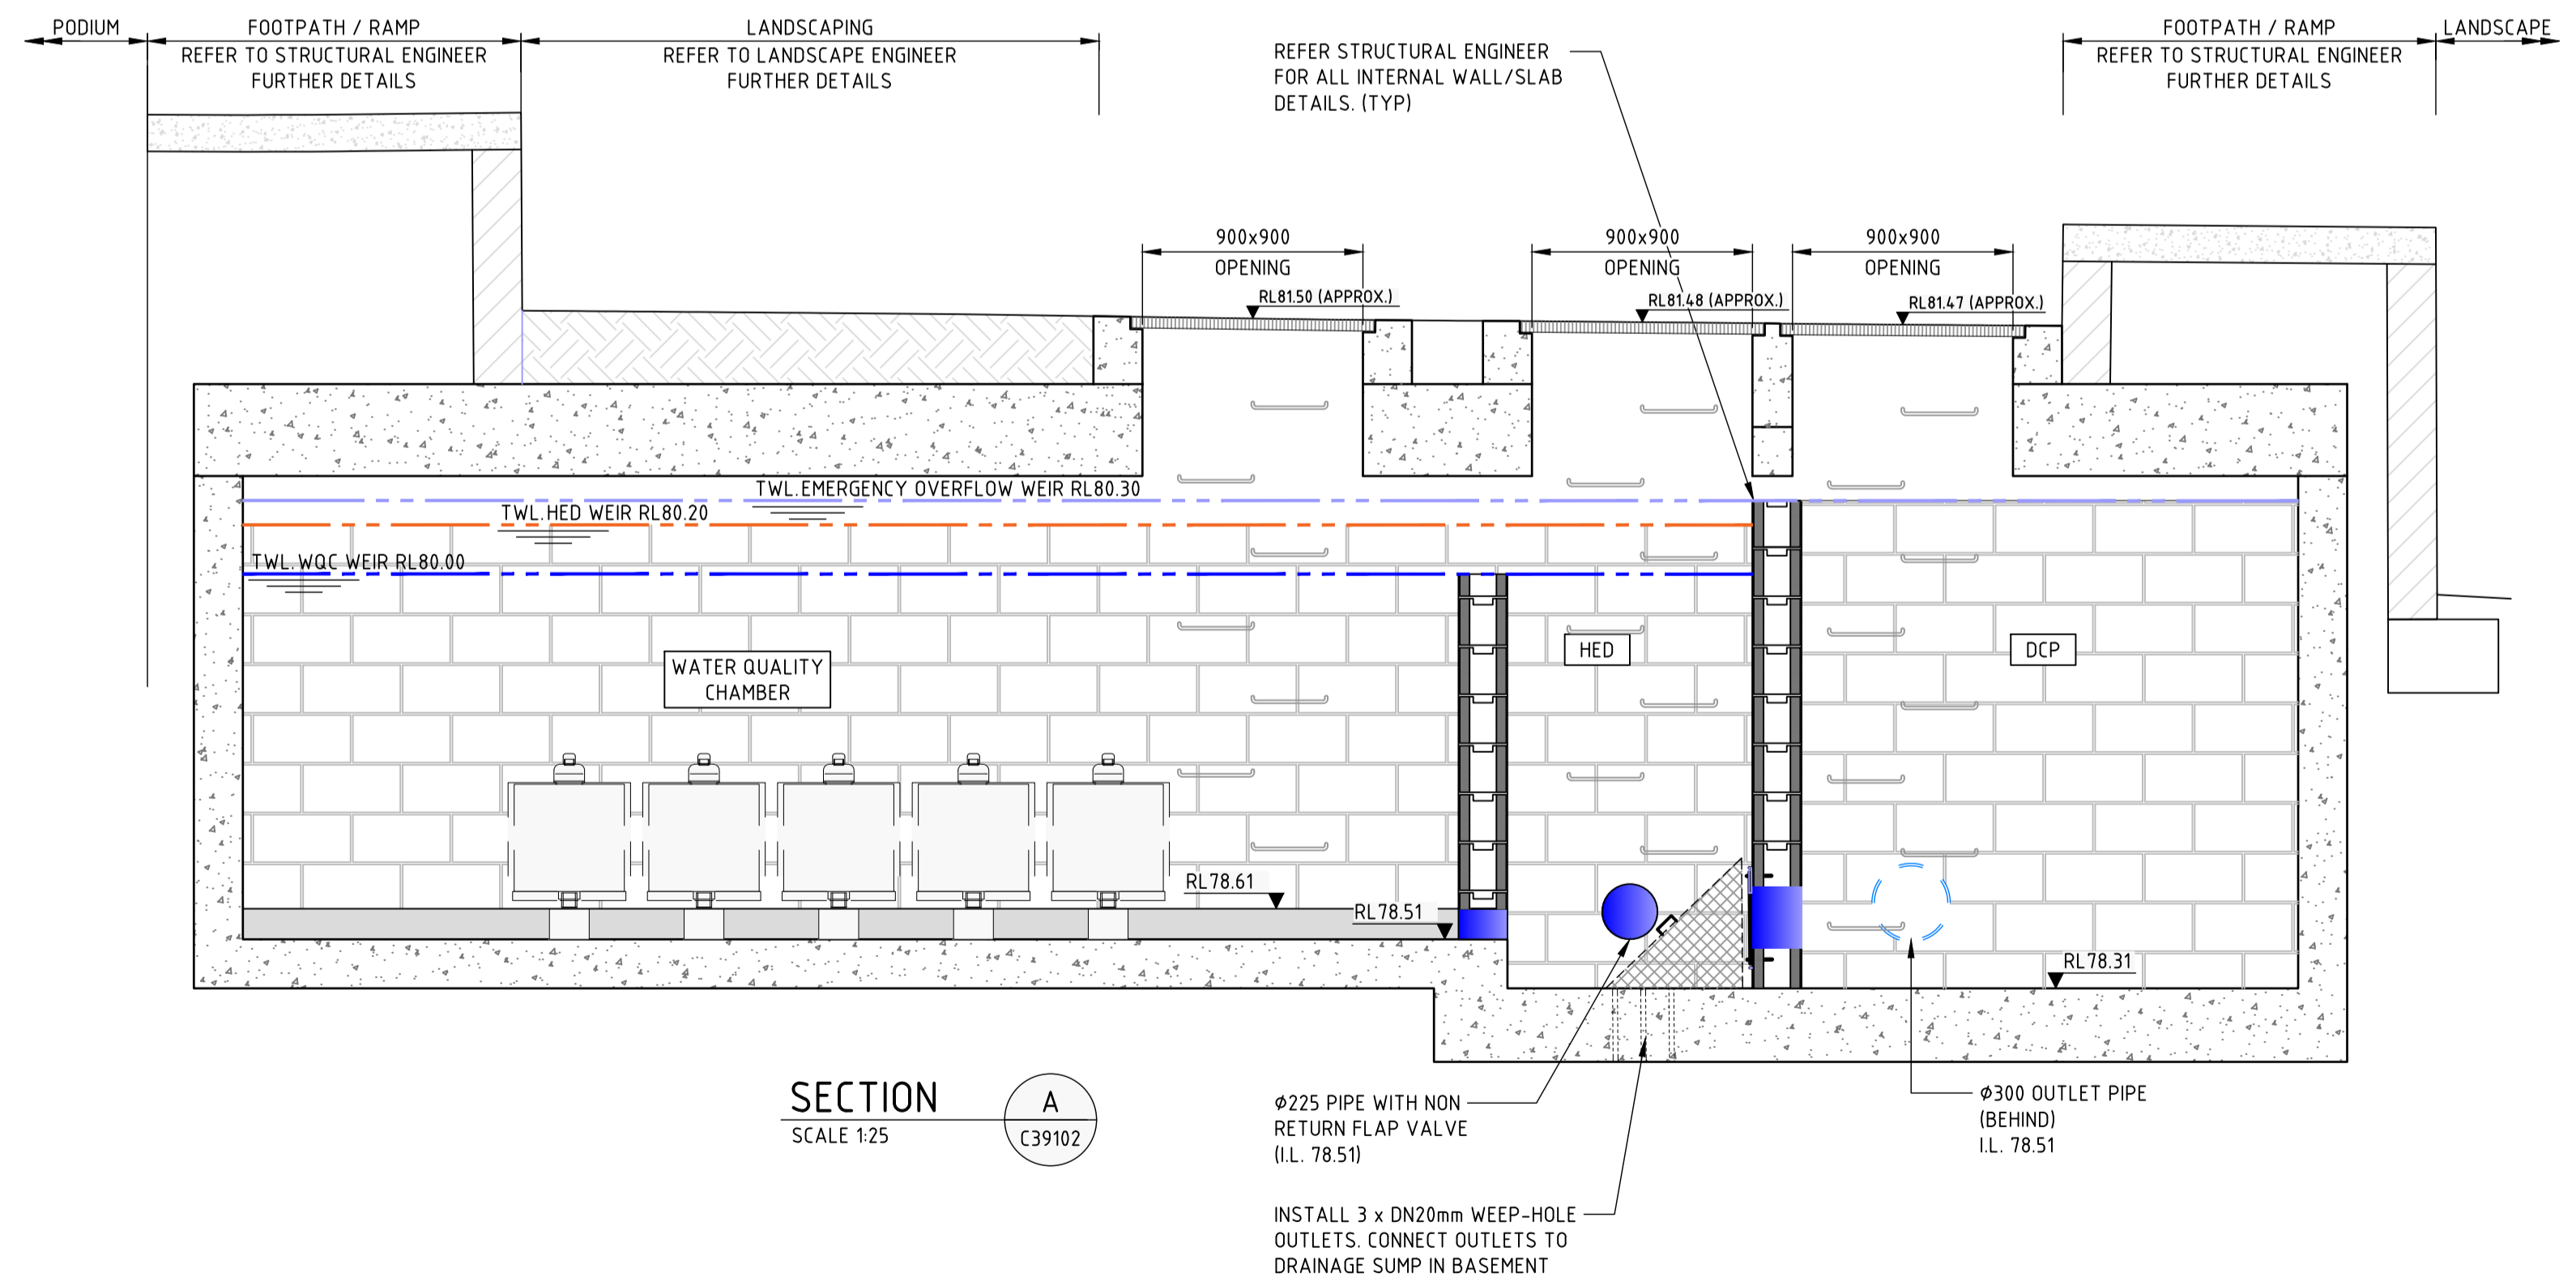 PODIUM
FOOTPATH / RAMP
REFER TO STRUCTURAL ENGINEER
FURTHER DETAILS
LANDSCAPING
REFER TO LANDSCAPE ENGINEER
FURTHER DETAILS
REFER STRUCTURAL ENGINEER
FOR ALL INTERNAL WALL/SLAB
DETAILS. (TYP)
FOOTPATH / RAMP
REFER TO STRUCTURAL ENGINEER
FURTHER DETAILS
LANDSCAPE
900x900
OPENING
RL81.50 (APPROX.)
900x900
OPENING
RL81.48 (APPROX.)
900x900
OPENING
RL81.47 (APPROX.)
TWL.EMERGENCY OVERFLOW WEIR RL80.30
TWL.HED WEIR RL80.20
TWL.WQC WEIR RL80.00
WATER QUALITY
CHAMBER
HED
DCP
RL78.61
RL78.51
RL78.31
SECTION
SCALE 1:25
A
C39102
Ø225 PIPE WITH NON
RETURN FLAP VALVE
(I.L. 78.51)
INSTALL 3 x DN20mm WEEP-HOLE
OUTLETS. CONNECT OUTLETS TO
DRAINAGE SUMP IN BASEMENT
Ø300 OUTLET PIPE
(BEHIND)
I.L. 78.51